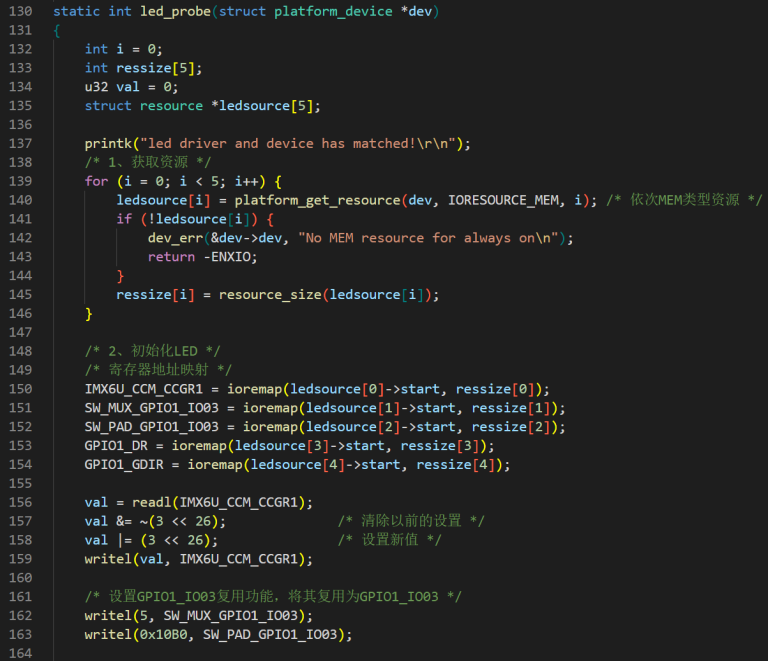 130 static int led_probe(struct platform_device *dev)
131 {
132     int i = 0;
133     int ressize[5];
134     u32 val = 0;
135     struct resource *ledsource[5];
136
137     printk("led driver and device has matched!\r\n");
138     /* 1、获取资源 */
139     for (i = 0; i < 5; i++) {
140         ledsource[i] = platform_get_resource(dev, IORESOURCE_MEM, i); /* 依次MEM类型资源 */
141         if (!ledsource[i]) {
142             dev_err(&dev->dev, "No MEM resource for always on\n");
143             return -ENXIO;
144         }
145         ressize[i] = resource_size(ledsource[i]);
146     }
147
148     /* 2、初始化LED */
149     /* 寄存器地址映射 */
150     IMX6U_CCM_CCGR1 = ioremap(ledsource[0]->start, ressize[0]);
151     SW_MUX_GPIO1_IO03 = ioremap(ledsource[1]->start, ressize[1]);
152     SW_PAD_GPIO1_IO03 = ioremap(ledsource[2]->start, ressize[2]);
153     GPIO1_DR = ioremap(ledsource[3]->start, ressize[3]);
154     GPIO1_GDIR = ioremap(ledsource[4]->start, ressize[4]);
155
156     val = readl(IMX6U_CCM_CCGR1);
157     val &= ~(3 << 26);              /* 清除以前的设置 */
158     val |= (3 << 26);               /* 设置新值 */
159     writel(val, IMX6U_CCM_CCGR1);
160
161     /* 设置GPIO1_IO03复用功能，将其复用为GPIO1_IO03 */
162     writel(5, SW_MUX_GPIO1_IO03);
163     writel(0x10B0, SW_PAD_GPIO1_IO03);
164